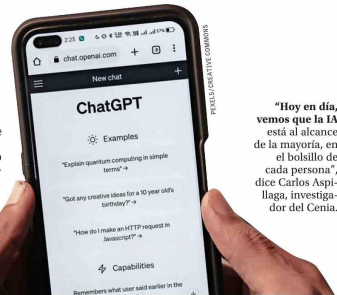 2:23
37%
chat.openai.com
New chat
ChatGPT
Examples
"Explain quantum computing in simple
terms" →
"Got any creative ideas for a 10 year old's
birthday?" →
"How do I make an HTTP request in
Javascript?" →
Capabilities
Remembers what user said earlier in the
PEXELS/CREATIVE COMMONS
“Hoy en día,
vemos que la IA
está al alcance
de la mayoría, en
el bolsillo de
cada persona”,
dice Carlos Aspi-
llaga, investiga-
dor del Cenia.